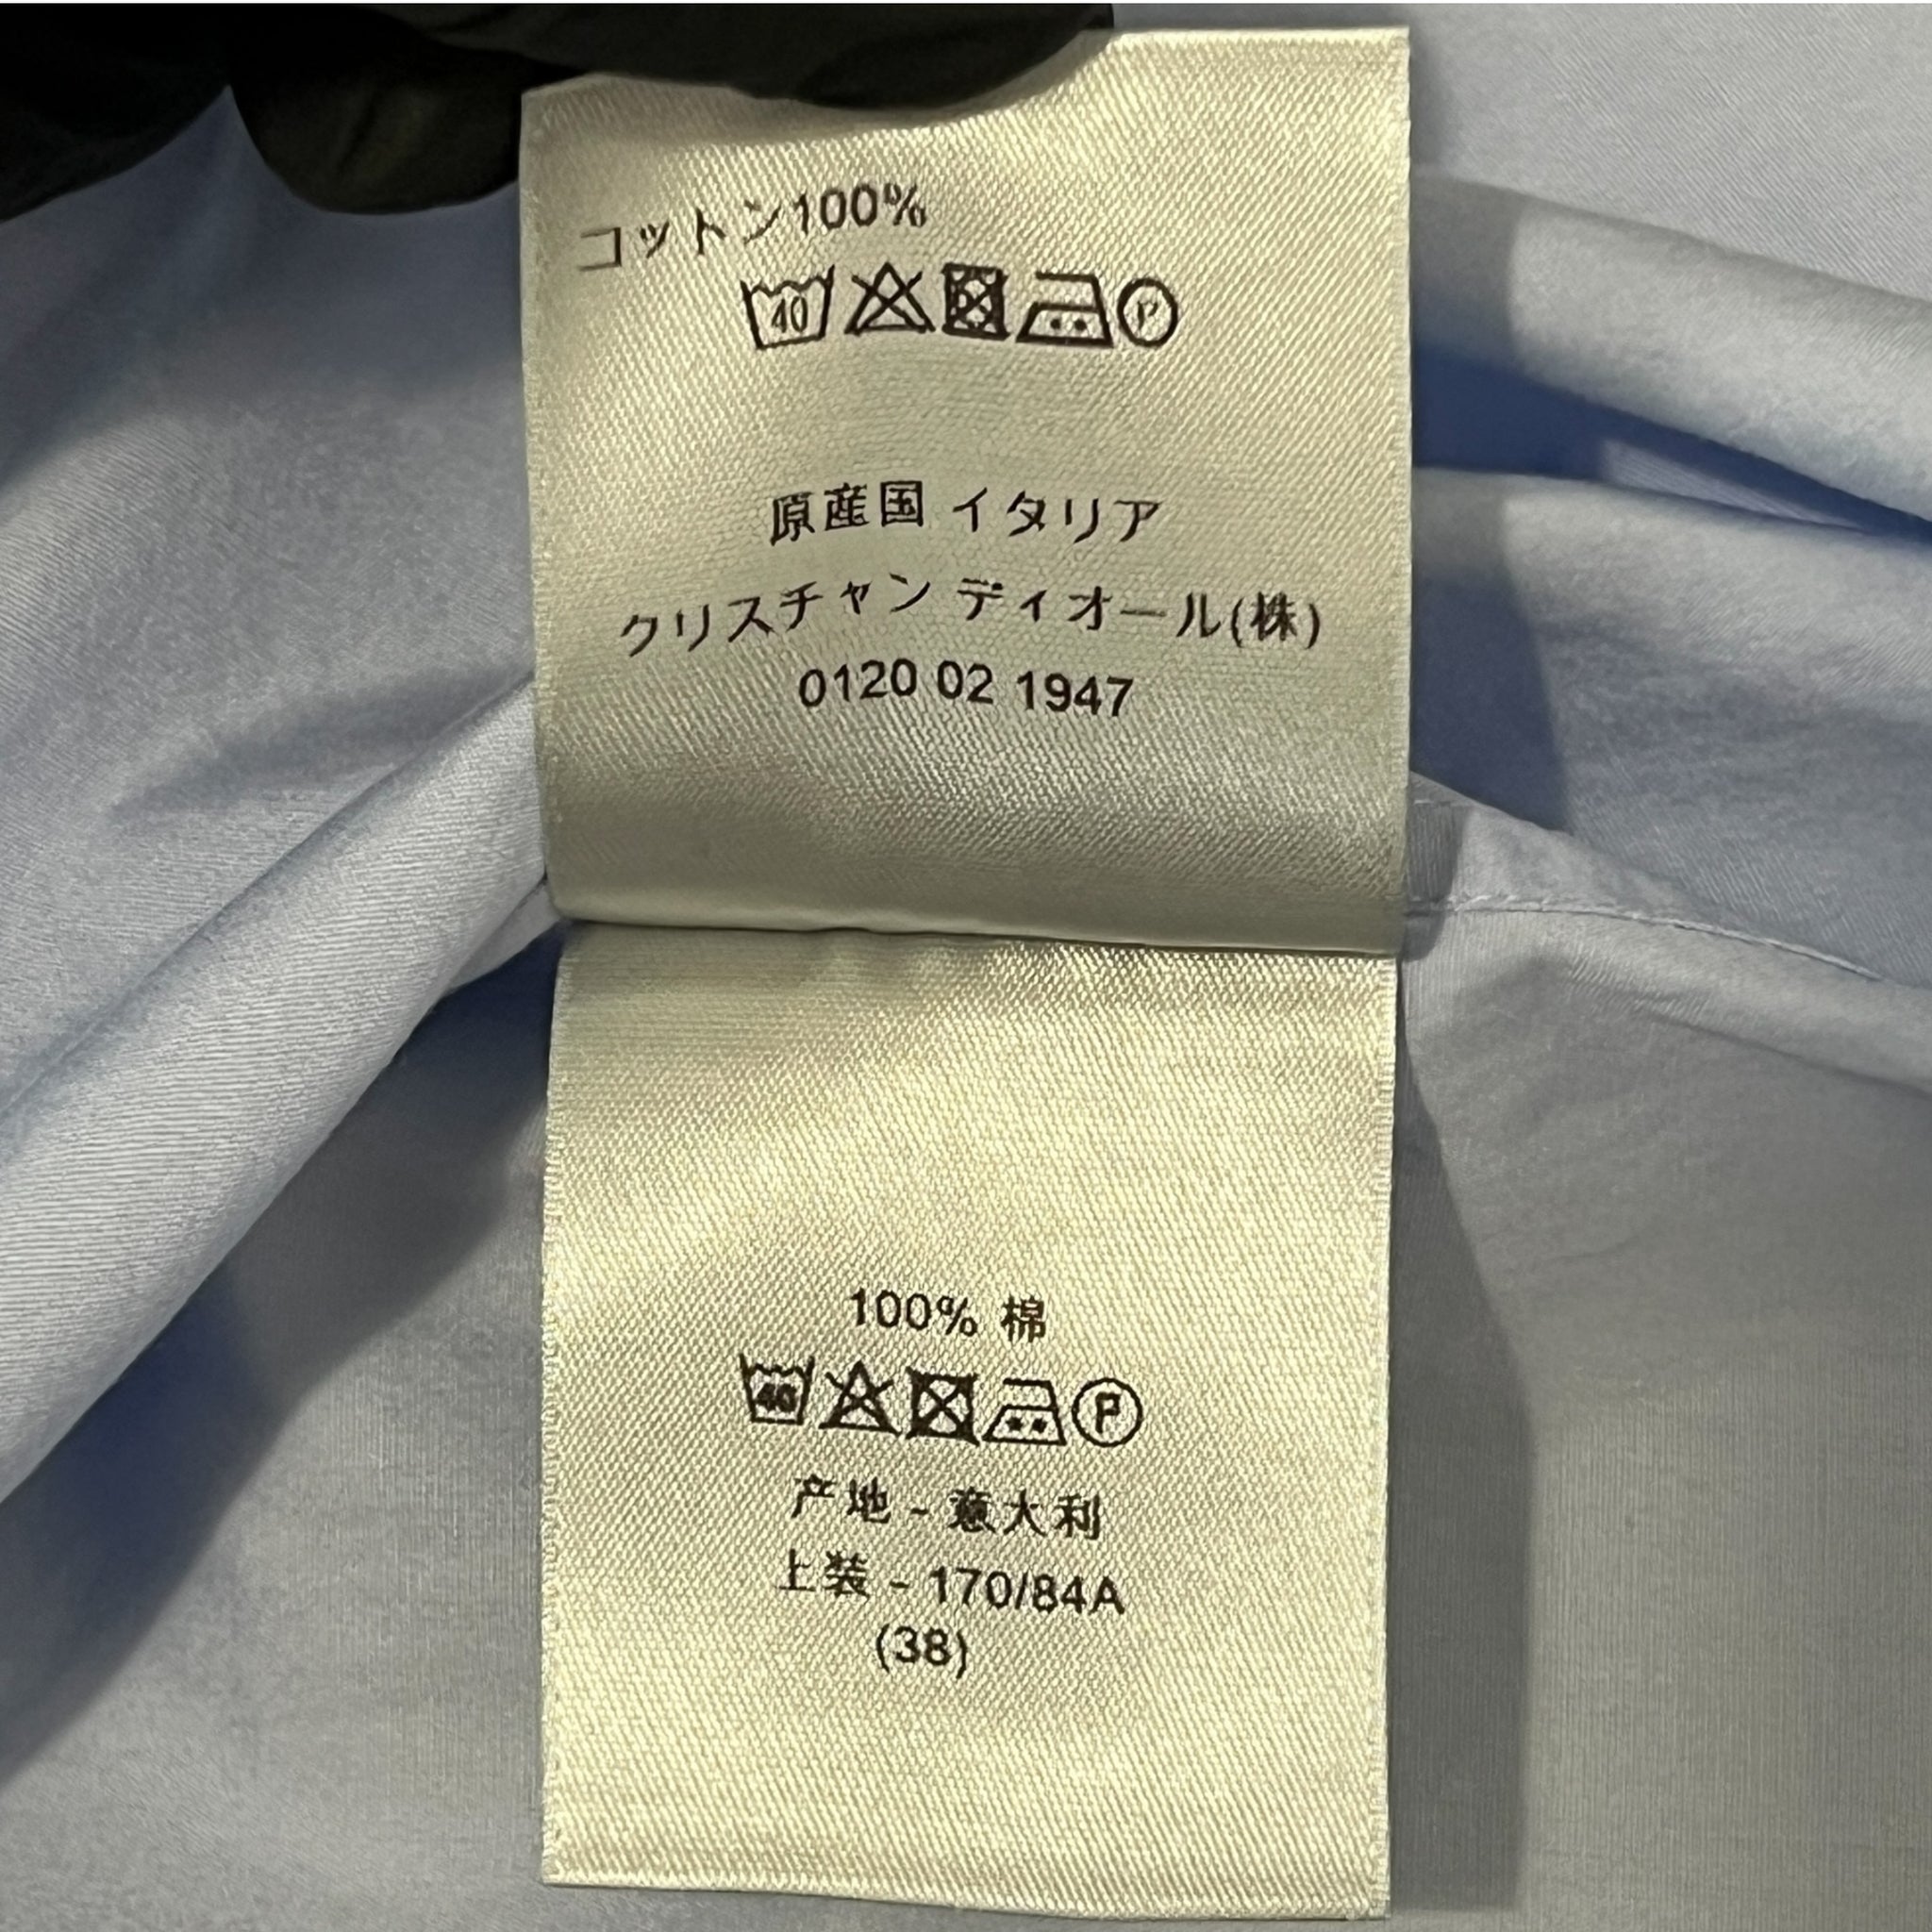 コットン100%
40 P
原産国 イタリア
クリスチャン ディオール(株)
0120 02 1947
100% 棉
40 P
产地 - 意大利
上装 - 170/84A
(38)